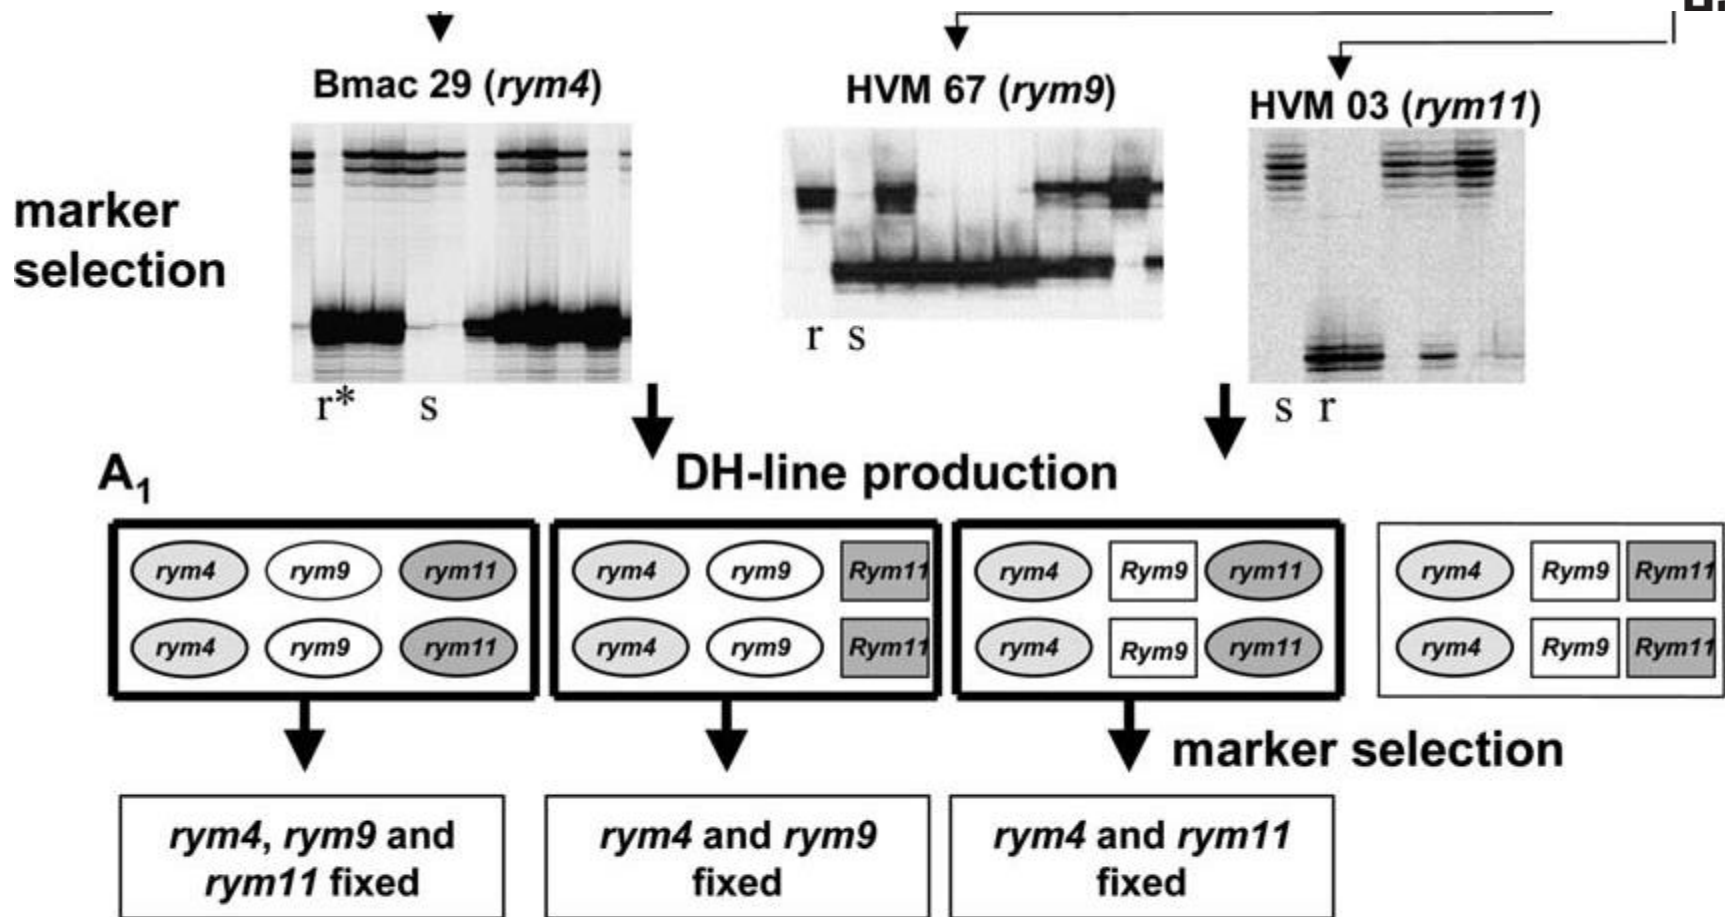 Bmac 29 (rym4)
HVM 67 (rym9)
HVM 03 (rym11)
marker
selection
r*
s
r s
s r
A1
DH-line production
rym4 rym9 rym11
rym4 rym9 rym11
rym4 rym9 Rym11
rym4 rym9 Rym11
rym4 Rym9 rym11
rym4 Rym9 rym11
rym4 Rym9 Rym11
rym4 Rym9 Rym11
marker selection
rym4, rym9 and
rym11 fixed
rym4 and rym9
fixed
rym4 and rym11
fixed